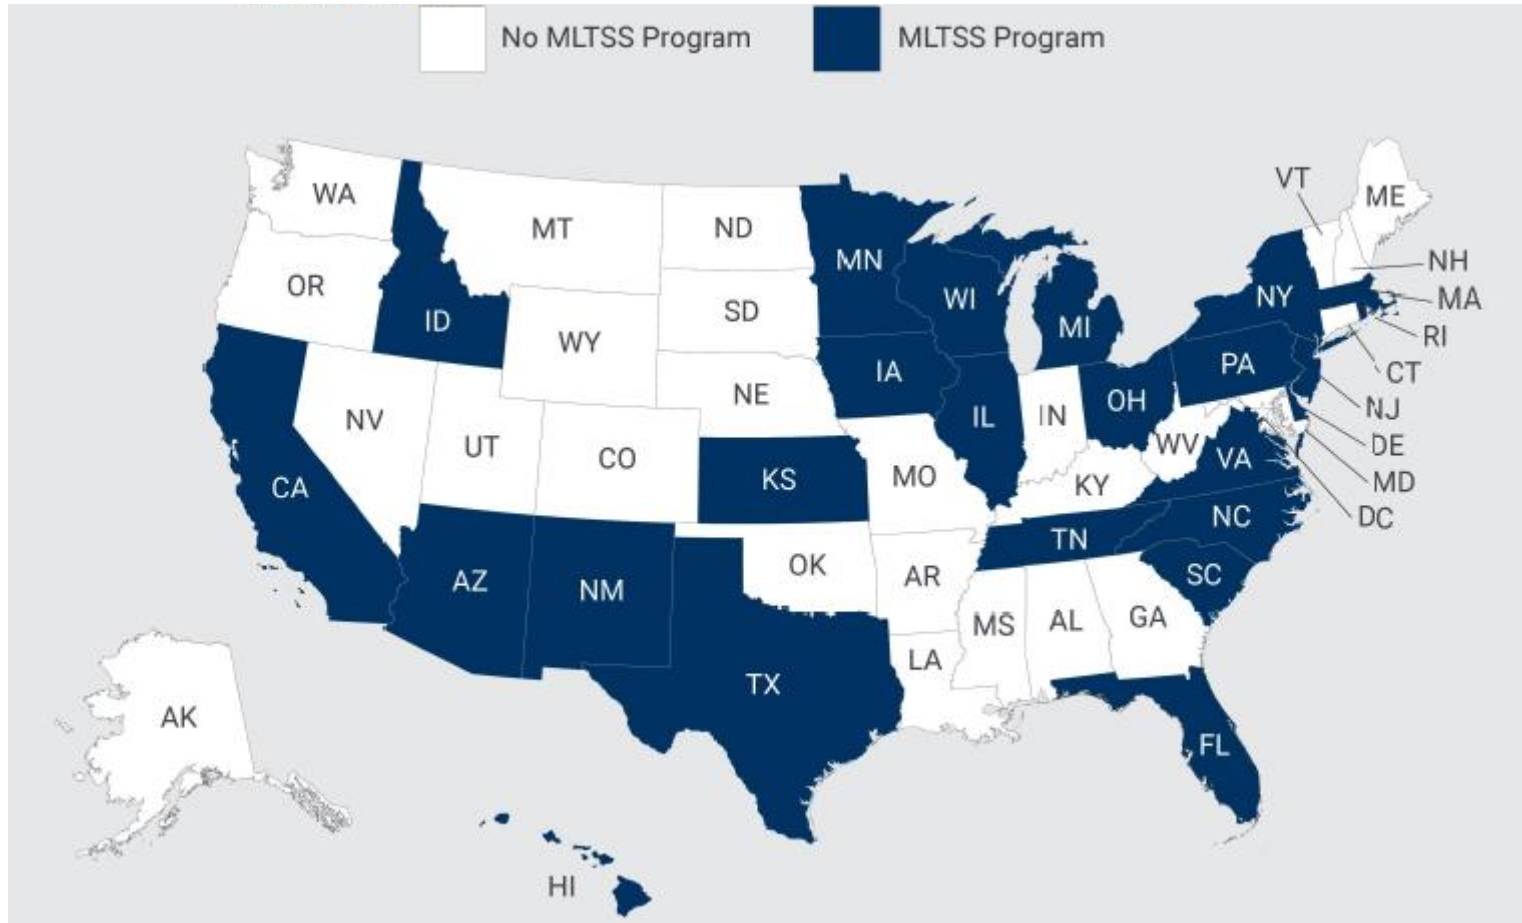 No MLTSS Program
MLTSS Program
WA
MT
ND
MN
VT
ME
OR
ID
WY
SD
WI
MI
NY
NH
MA
RI
CT
NV
UT
CO
NE
IA
IL
IN
OH
PA
NJ
DE
MD
DC
CA
KS
MO
KY
WV
VA
AZ
NM
OK
AR
TN
NC
SC
TX
LA
MS
AL
GA
FL
AK
HI